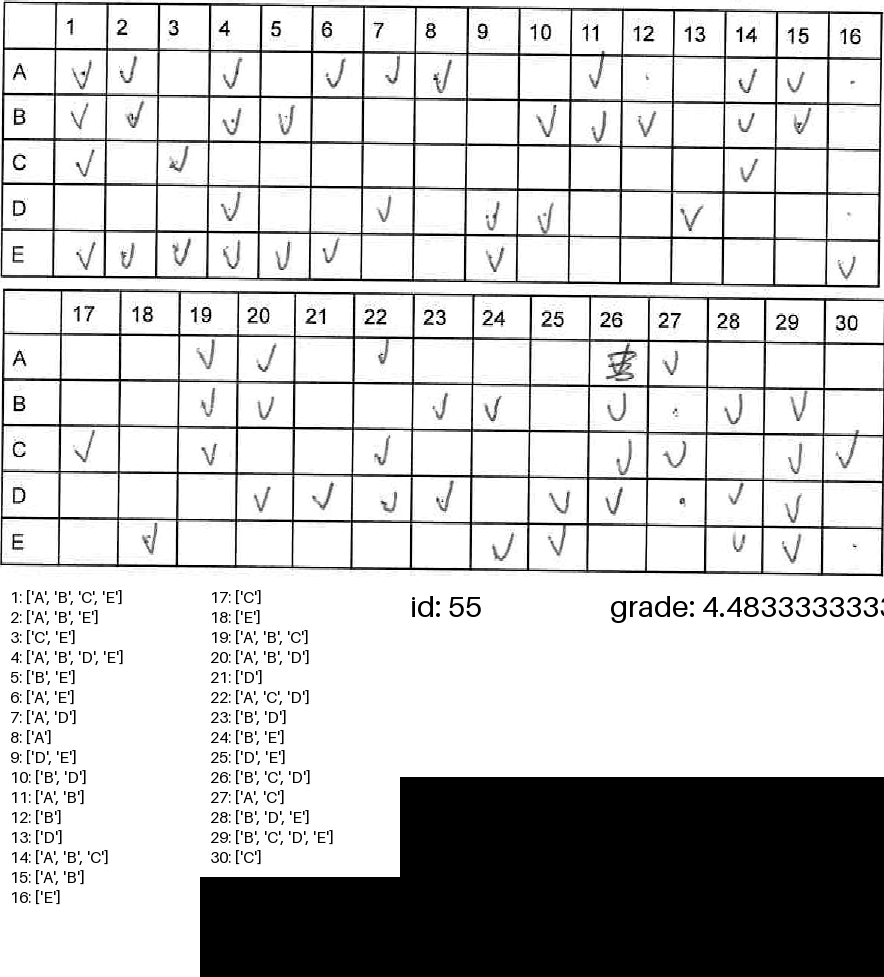 1 2 3 4 5 6 7 8 9 10 11 12 13 14 15 16
A ✓ ✓ ✓ ✓ ✓ ✓ ✓ ✓ ✓
B ✓ ✓ ✓ ✓ ✓ ✓ ✓ ✓ ✓
C ✓ ✓ ✓
D ✓ ✓ ✓ ✓ ✓
E ✓ ✓ ✓ ✓ ✓ ✓ ✓ ✓
17 18 19 20 21 22 23 24 25 26 27 28 29 30
A ✓ ✓ ✓ ✓
B ✓ ✓ ✓ ✓ ✓ ✓ ✓
C ✓ ✓ ✓ ✓ ✓ ✓ ✓
D ✓ ✓ ✓ ✓ ✓ ✓ ✓ ✓
E ✓ ✓ ✓ ✓ ✓
1: ['A', 'B', 'C', 'E']
2: ['A', 'B', 'E']
3: ['C', 'E']
4: ['A', 'B', 'D', 'E']
5: ['B', 'E']
6: ['A', 'E']
7: ['A', 'D']
8: ['A']
9: ['D', 'E']
10: ['B', 'D']
11: ['A', 'B']
12: ['B']
13: ['D']
14: ['A', 'B', 'C']
15: ['A', 'B']
16: ['E']
17: ['C']
18: ['E']
19: ['A', 'B', 'C']
20: ['A', 'B', 'D']
21: ['D']
22: ['A', 'C', 'D']
23: ['B', 'D']
24: ['B', 'E']
25: ['D', 'E']
26: ['B', 'C', 'D']
27: ['A', 'C']
28: ['B', 'D', 'E']
29: ['B', 'C', 'D', 'E']
30: ['C']
id: 55
grade: 4.4833333333